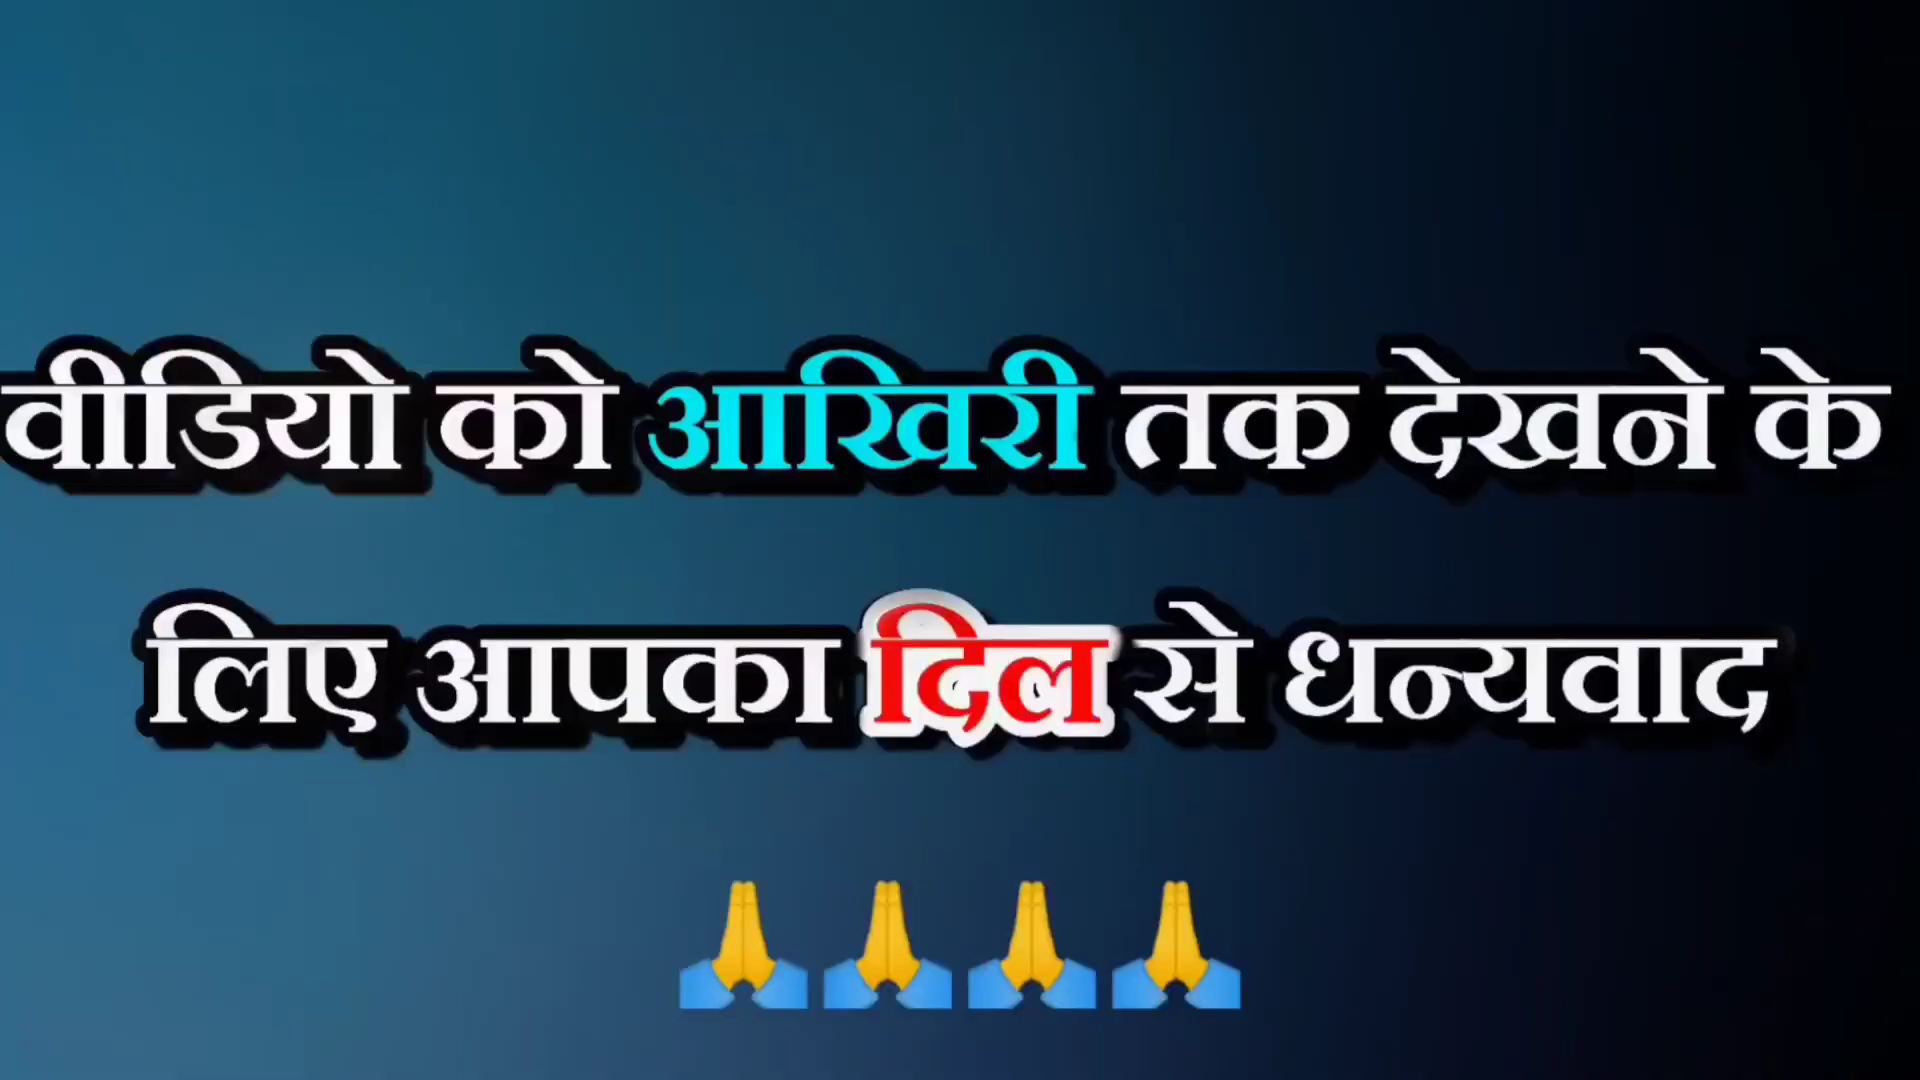 वीडियो को आखिरी तक देखने के
लिए आपका दिल से धन्यवाद
🙏🙏🙏🙏